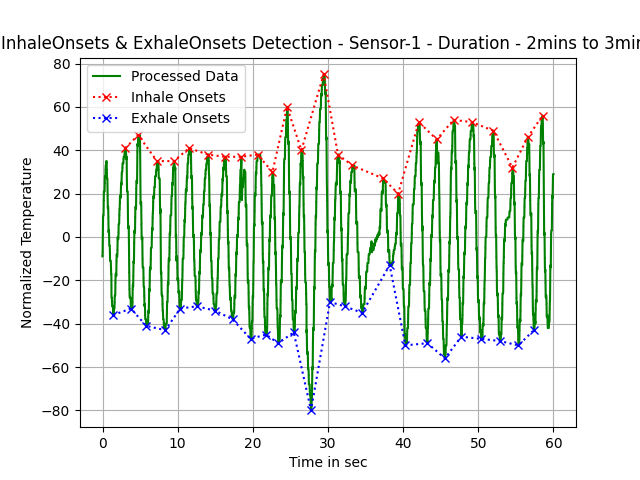 InhaleOnsets & ExhaleOnsets Detection - Sensor-1 - Duration - 2mins to 3min
Processed Data
Inhale Onsets
Exhale Onsets
Normalized Temperature
80
60
40
20
0
−20
−40
−60
−80
0 10 20 30 40 50 60
Time in sec